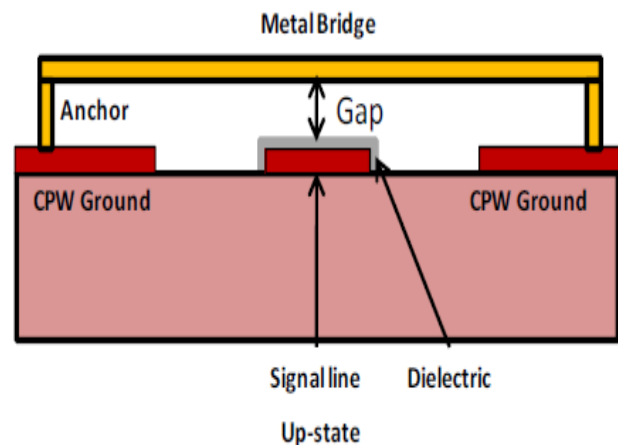 Metal Bridge
Anchor
Gap
CPW Ground
CPW Ground
Signal line
Dielectric
Up-state